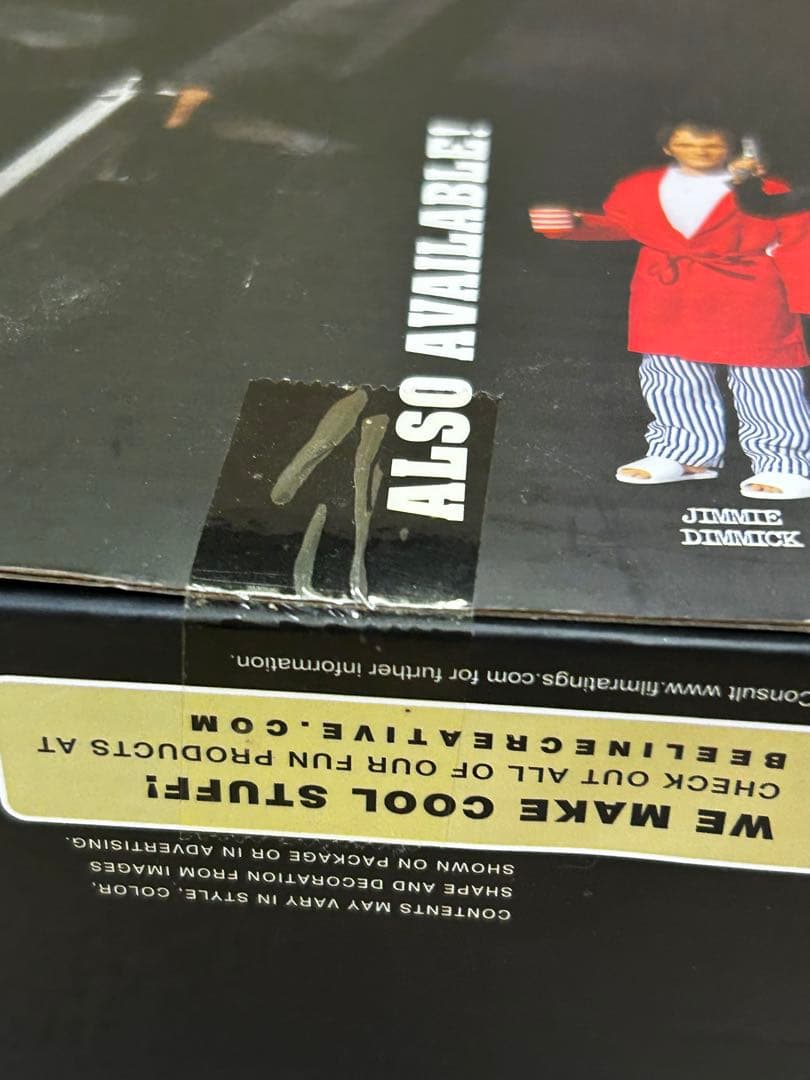 ALSO AVAILABLE!
JIMMIE
DIMMICK
CONTENTS MAY VARY IN STYLE, COLOR,
SHAPE AND DECORATION FROM IMAGES
SHOWN ON PACKAGE OR IN ADVERTISING.
WE MAKE COOL STUFF!
CHECK OUT ALL OF OUR FUN PRODUCTS AT
BEELINECREATIVE.COM
Consult www.filmratings.com for further information.